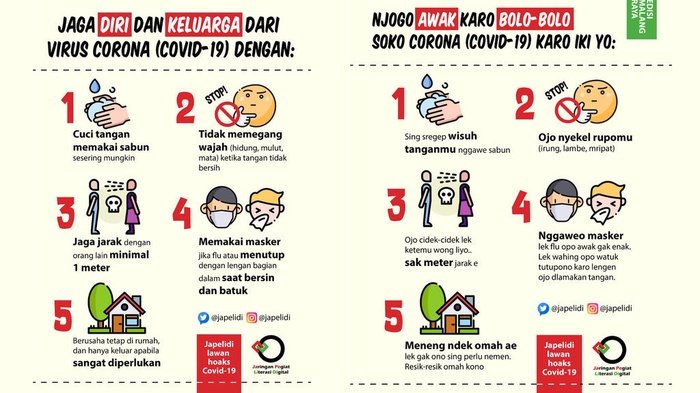 JAGA DIRI DAN KELUARGA DARI
VIRUS CORONA (COVID-19) DENGAN:
1
Cuci tangan
memakai sabun
sesering mungkin
STOP!
2
Tidak memegang
wajah (hidung, mulut,
mata) ketika tangan tidak
bersih
3
Jaga jarak dengan
orang lain minimal
1 meter
4
Memakai masker
jika flu atau menutup
dengan lengan bagian
dalam saat bersin
dan batuk
5
Berusaha tetap di rumah,
dan hanya keluar apabila
sangat diperlukan
@japelidi @japelidi
Japelidi
lawan
hoaks
Covid-19
Jaringan Pegiat
Literasi Digital
EDISI
MALANG
RAYA
NJOGO AWAK KARO BOLO-BOLO
SOKO CORONA (COVID-19) KARO IKI YO:
1
Sing sregep wisuh
tanganmu nggawe sabun
STOP!
2
Ojo nyekel rupomu
(irung, lambe, mripat)
3
Ojo cidek-cidek lek
ketemu wong liyo..
sak meter jarak e
4
Nggaweo masker
lek flu opo awak gak enak.
Lek wahing opo watuk
tutupono karo lengen
ojo dlamakan tangan.
5
Meneng ndek omah ae
lek gak ono sing perlu nemen.
Resik-resik omah kono
@japelidi @japelidi
Japelidi
lawan
hoaks
Covid-19
Jaringan Pegiat
Literasi Digital